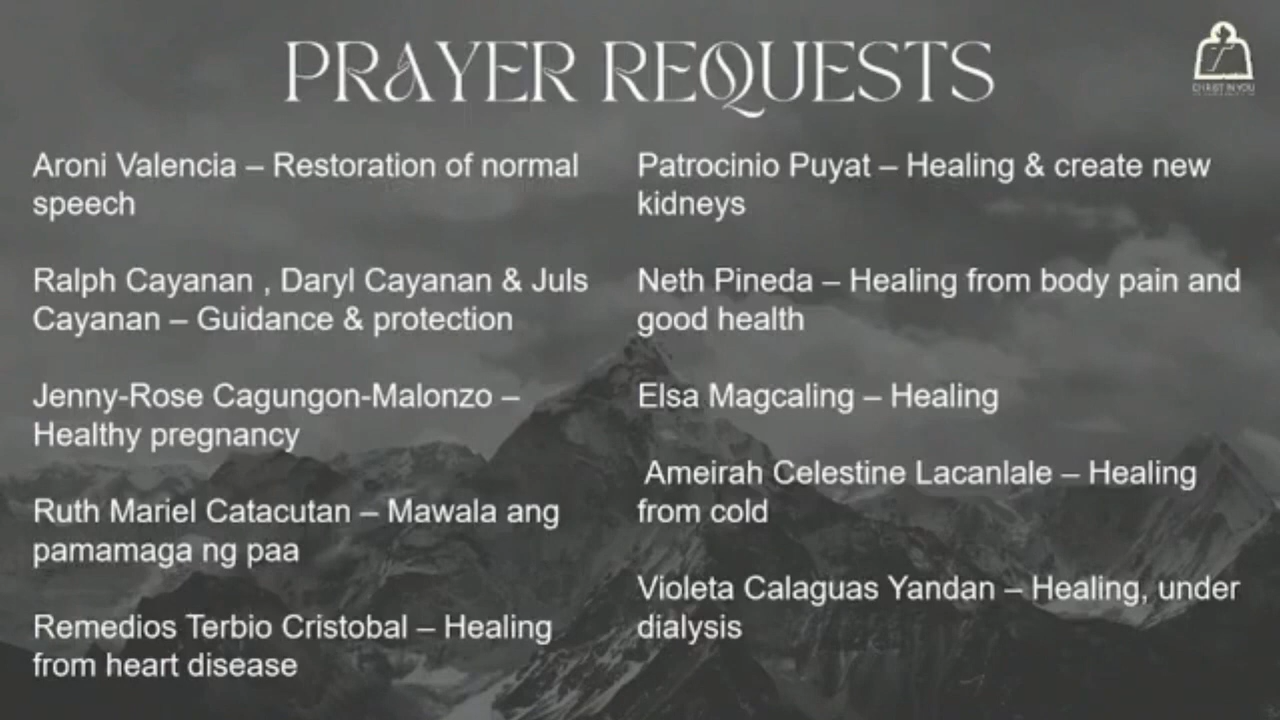 PRAYER REQUESTS
CHRIST IN YOU
Aroni Valencia – Restoration of normal
speech
Ralph Cayanan , Daryl Cayanan & Juls
Cayanan – Guidance & protection
Jenny-Rose Cagungon-Malonzo –
Healthy pregnancy
Ruth Mariel Catacutan – Mawala ang
pamamaga ng paa
Remedios Terbio Cristobal – Healing
from heart disease
Patrocinio Puyat – Healing & create new
kidneys
Neth Pineda – Healing from body pain and
good health
Elsa Magcaling – Healing
Ameirah Celestine Lacanlale – Healing
from cold
Violeta Calaguas Yandan – Healing, under
dialysis